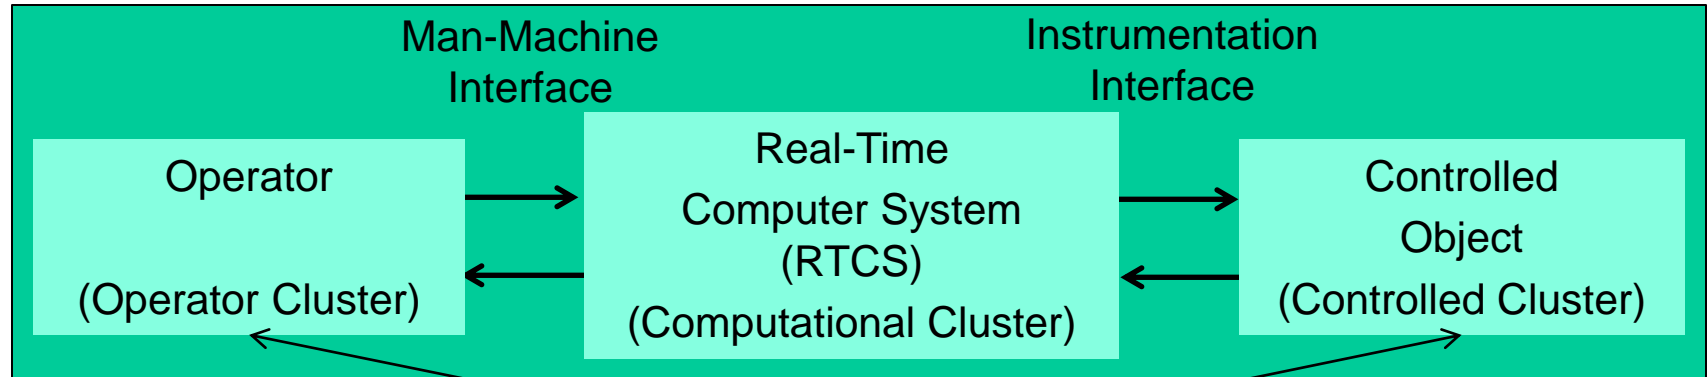 Man-Machine
Interface
Instrumentation
Interface
Operator
(Operator Cluster)
Real-Time
Computer System
(RTCS)
(Computational Cluster)
Controlled
Object
(Controlled Cluster)